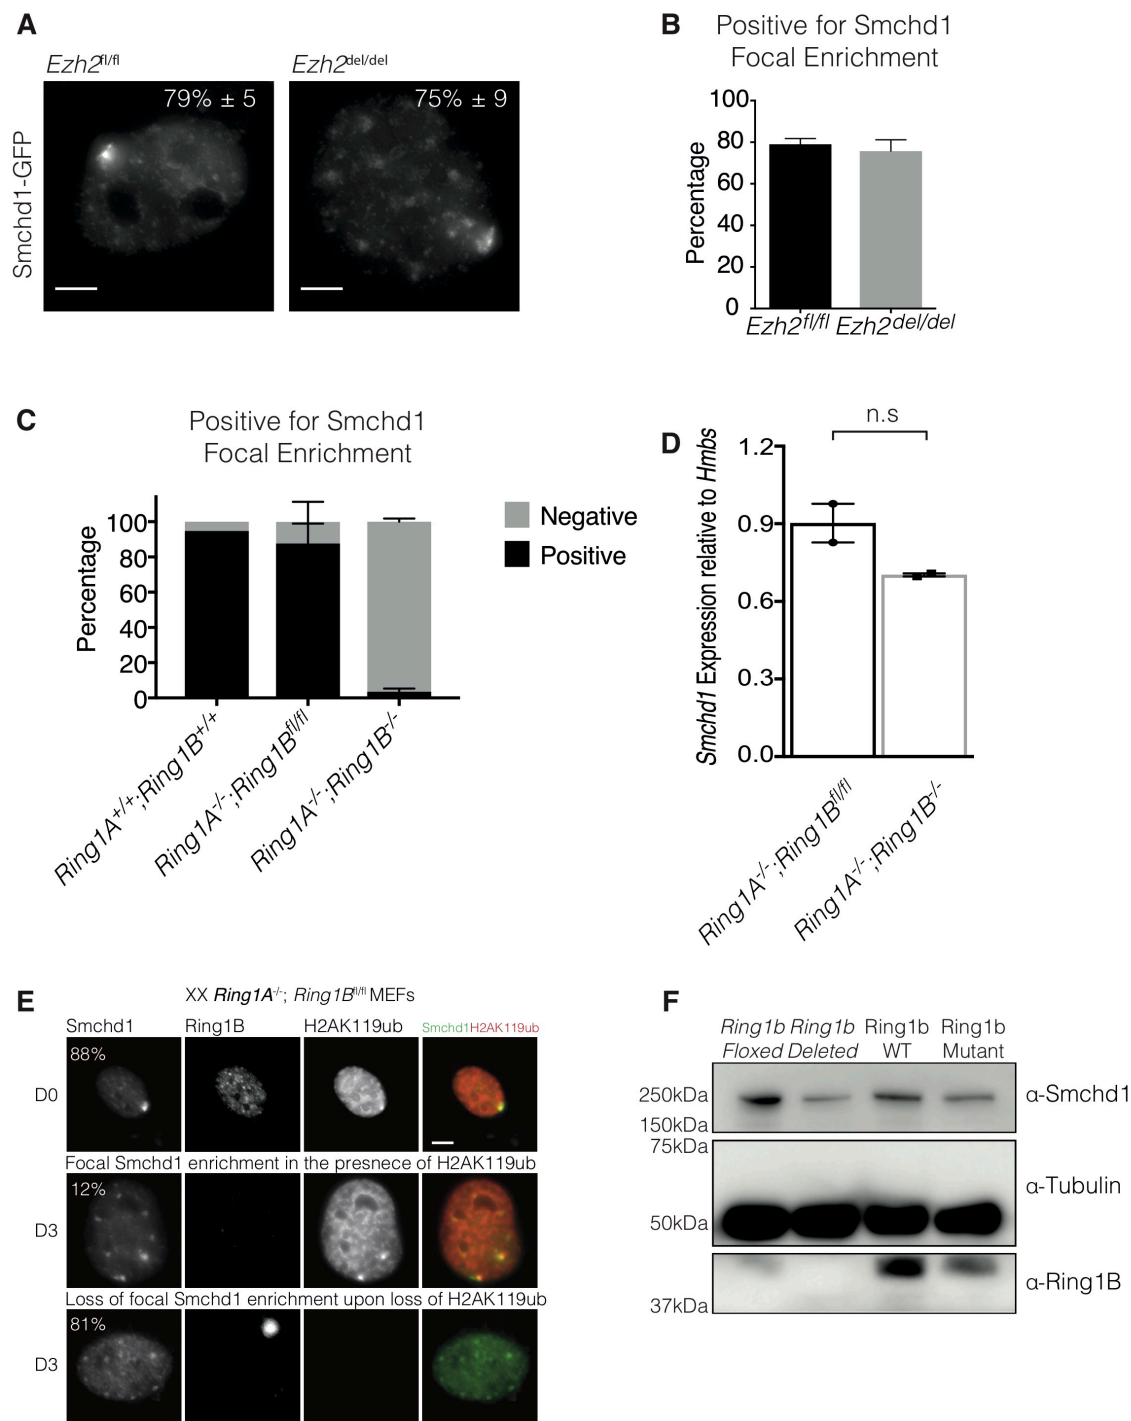 A
Ezh2fl/fl
Ezh2del/del
Smchd1-GFP
79% ± 5
75% ± 9
B
Positive for Smchd1
Focal Enrichment
Percentage
100
80
60
40
20
0
Ezh2fl/fl
Ezh2del/del
C
Positive for Smchd1
Focal Enrichment
Percentage
100
80
60
40
20
0
Ring1A+/+;Ring1B+/+
Ring1A-/-;Ring1Bfl/fl
Ring1A-/-;Ring1B-/-
Negative
Positive
D
n.s
Smchd1 Expression relative to Hmbs
1.2
0.9
0.6
0.3
0.0
Ring1A-/-;Ring1Bfl/fl
Ring1A-/-;Ring1B-/-
E
XX Ring1A-/-; Ring1Bfl/fl MEFs
Smchd1
Ring1B
H2AK119ub
Smchd1H2AK119ub
D0
88%
Focal Smchd1 enrichment in the presnece of H2AK119ub
D3
12%
Loss of focal Smchd1 enrichment upon loss of H2AK119ub
D3
81%
F
Ring1b Ring1b Ring1b Ring1b
Floxed Deleted WT Mutant
250kDa
150kDa
α-Smchd1
75kDa
50kDa
α-Tubulin
37kDa
α-Ring1B